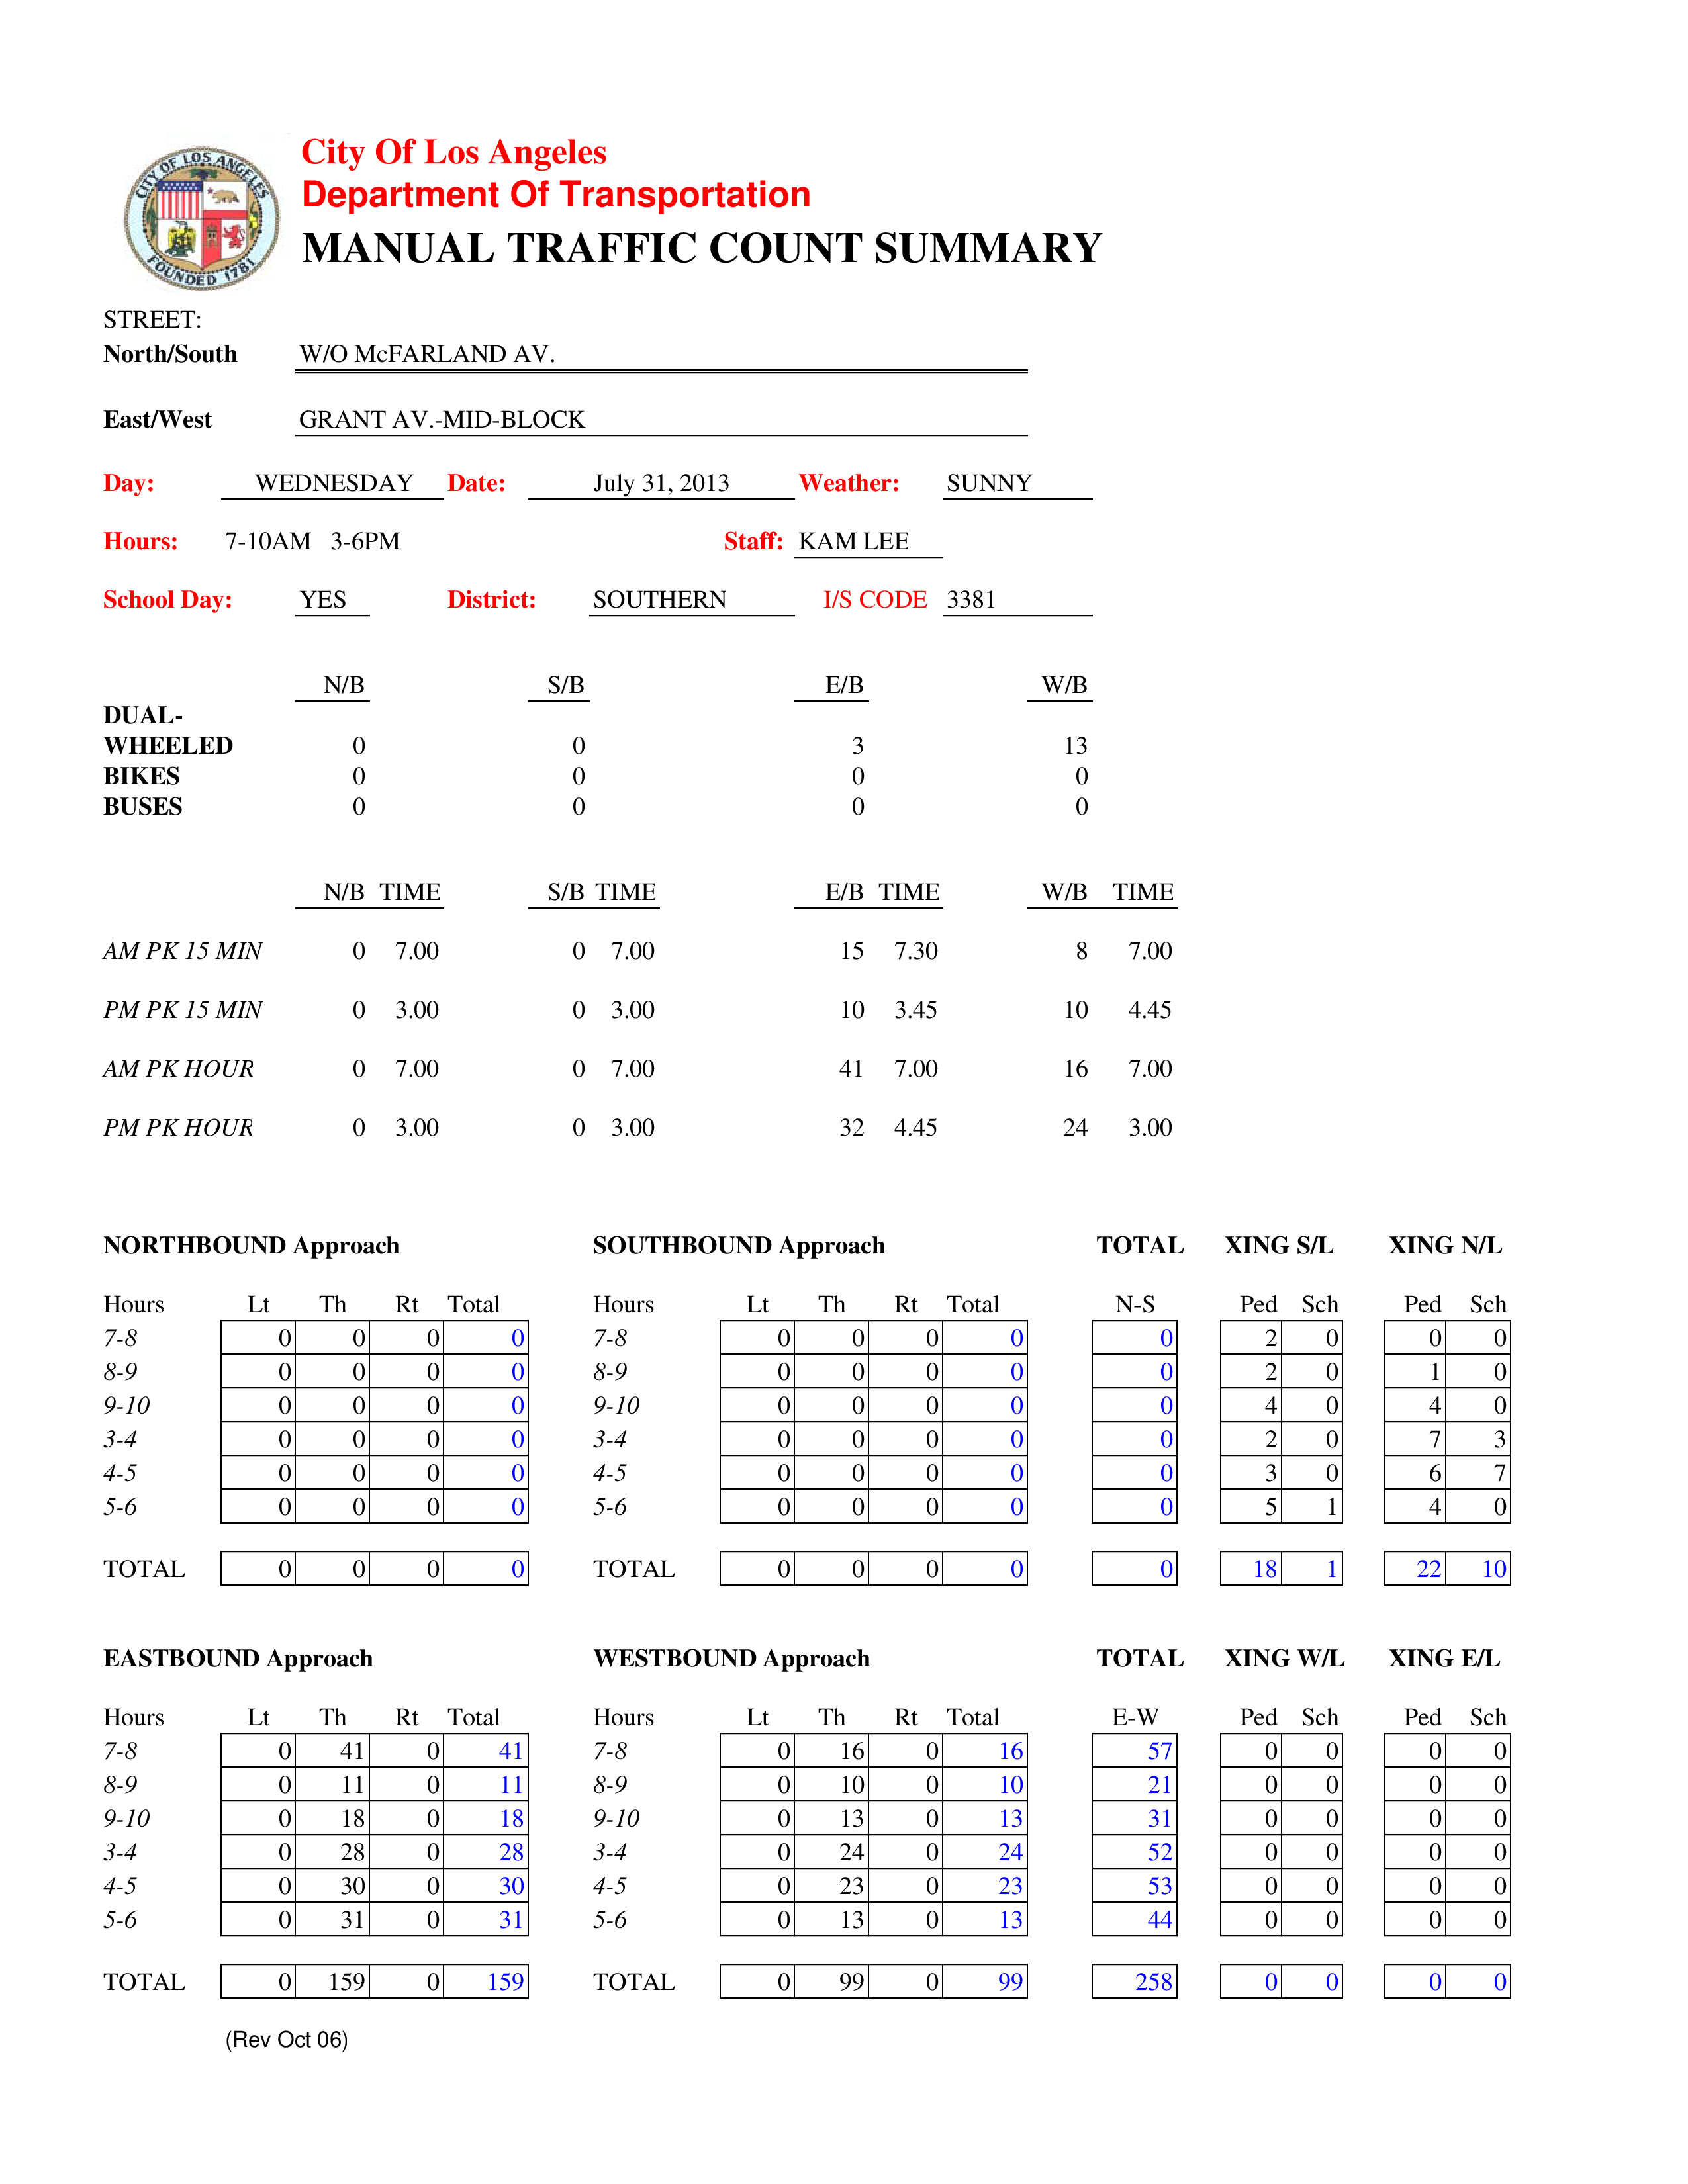 CITY OF LOS ANGELES
FOUNDED 1781
City Of Los Angeles
Department Of Transportation
MANUAL TRAFFIC COUNT SUMMARY
STREET:
North/South W/O McFARLAND AV.
East/West GRANT AV.-MID-BLOCK
Day: WEDNESDAY Date: July 31, 2013 Weather: SUNNY
Hours: 7-10AM 3-6PM Staff: KAM LEE
School Day: YES District: SOUTHERN I/S CODE 3381
N/B S/B E/B W/B
DUAL-
WHEELED 0 0 3 13
BIKES 0 0 0 0
BUSES 0 0 0 0
N/B TIME S/B TIME E/B TIME W/B TIME
AM PK 15 MIN 0 7.00 0 7.00 15 7.30 8 7.00
PM PK 15 MIN 0 3.00 0 3.00 10 3.45 10 4.45
AM PK HOUR 0 7.00 0 7.00 41 7.00 16 7.00
PM PK HOUR 0 3.00 0 3.00 32 4.45 24 3.00
NORTHBOUND Approach SOUTHBOUND Approach TOTAL XING S/L XING N/L
Hours Lt Th Rt Total Hours Lt Th Rt Total N-S Ped Sch Ped Sch
7-8 0 0 0 0 7-8 0 0 0 0 0 2 0 0 0
8-9 0 0 0 0 8-9 0 0 0 0 0 2 0 1 0
9-10 0 0 0 0 9-10 0 0 0 0 0 4 0 4 0
3-4 0 0 0 0 3-4 0 0 0 0 0 2 0 7 3
4-5 0 0 0 0 4-5 0 0 0 0 0 3 0 6 7
5-6 0 0 0 0 5-6 0 0 0 0 0 5 1 4 0
TOTAL 0 0 0 0 TOTAL 0 0 0 0 0 18 1 22 10
EASTBOUND Approach WESTBOUND Approach TOTAL XING W/L XING E/L
Hours Lt Th Rt Total Hours Lt Th Rt Total E-W Ped Sch Ped Sch
7-8 0 41 0 41 7-8 0 16 0 16 57 0 0 0 0
8-9 0 11 0 11 8-9 0 10 0 10 21 0 0 0 0
9-10 0 18 0 18 9-10 0 13 0 13 31 0 0 0 0
3-4 0 28 0 28 3-4 0 24 0 24 52 0 0 0 0
4-5 0 30 0 30 4-5 0 23 0 23 53 0 0 0 0
5-6 0 31 0 31 5-6 0 13 0 13 44 0 0 0 0
TOTAL 0 159 0 159 TOTAL 0 99 0 99 258 0 0 0 0
(Rev Oct 06)